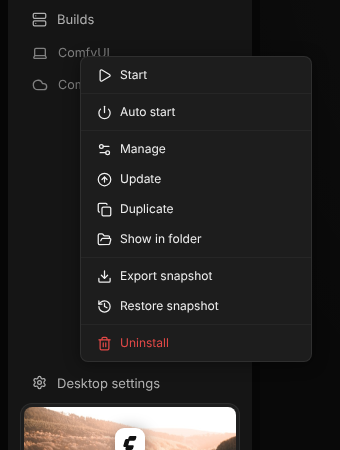 Builds
ComfyUI
Start
Auto start
Manage
Update
Duplicate
Show in folder
Export snapshot
Restore snapshot
Uninstall
Desktop settings